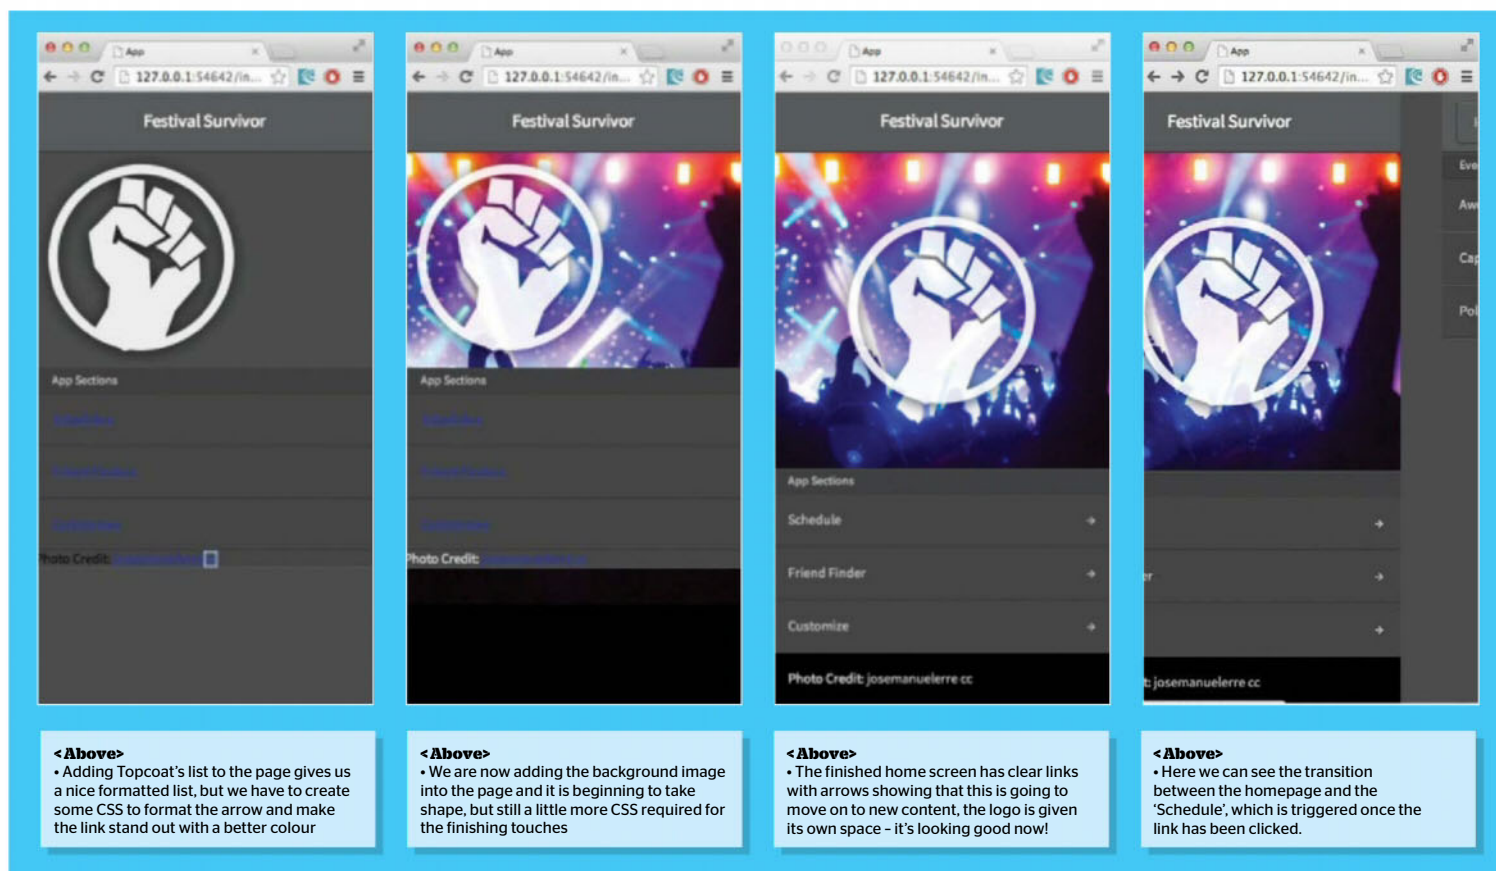 App
127.0.0.1:54642/in...
Festival Survivor
App Sections
Photo Credit:
<Above>
• Adding Topcoat's list to the page gives us
a nice formatted list, but we have to create
some CSS to format the arrow and make
the link stand out with a better colour
App
127.0.0.1:54642/in...
Festival Survivor
App Sections
Photo Credit:
<Above>
• We are now adding the background image
into the page and it is beginning to take
shape, but still a little more CSS required for
the finishing touches
App
127.0.0.1:54642/in...
Festival Survivor
App Sections
Schedule
Friend Finder
Customize
Photo Credit: josemanuelerre cc
<Above>
• The finished home screen has clear links
with arrows showing that this is going to
move on to new content, the logo is given
its own space – it's looking good now!
App
127.0.0.1:54642/in...
Festival Survivor
Eve
Awe
Cap
Pol
er
t: josemanuelerre cc
<Above>
• Here we can see the transition
between the homepage and the
'Schedule', which is triggered once the
link has been clicked.